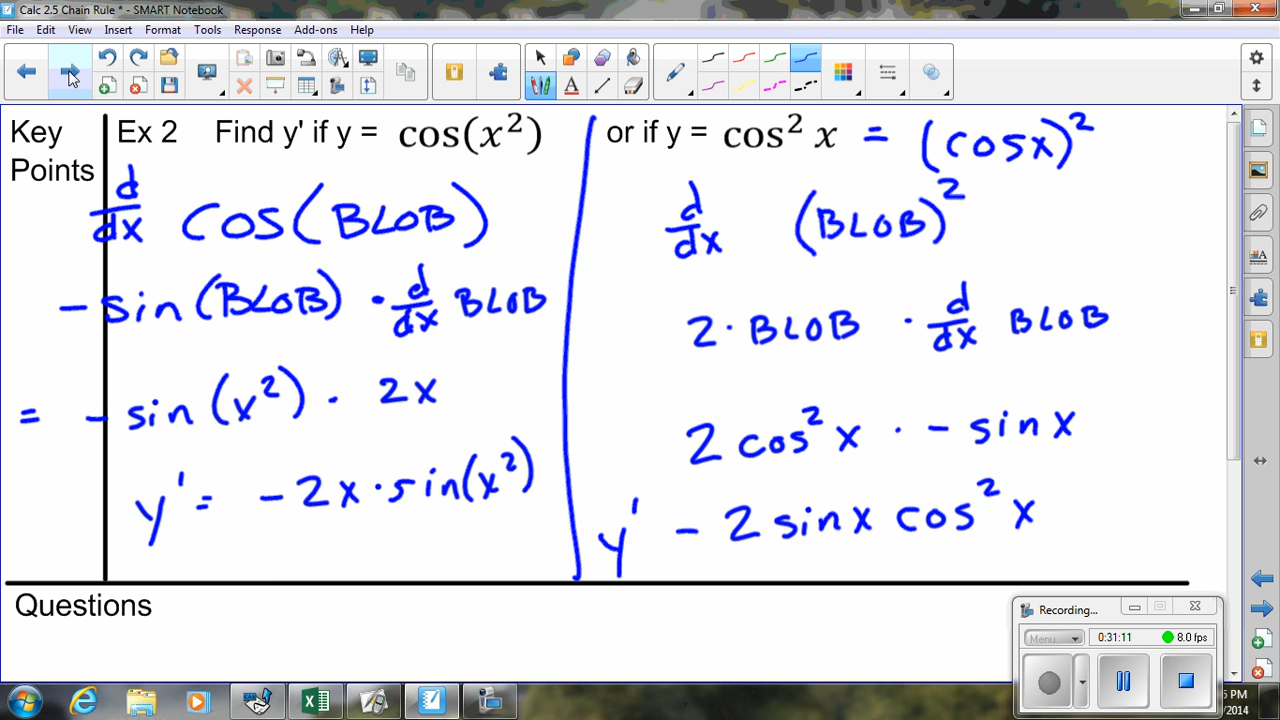 Calc 2.5 Chain Rule * - SMART Notebook
File Edit View Insert Format Tools Response Add-ons Help
Key Points
Ex 2 Find y' if y = cos(x²) or if y = cos² x = (cosx)²
d/dx cos(BLOB)
- sin(BLOB) · d/dx BLOB
= - sin(x²) · 2x
y' = -2x·sin(x²)
d/dx (BLOB)²
2·BLOB · d/dx BLOB
2 cos² x · - sin x
y' - 2 sinx cos² x
Questions
Recording...
Menu 0:31:11 8.0 fps
PM
/2014